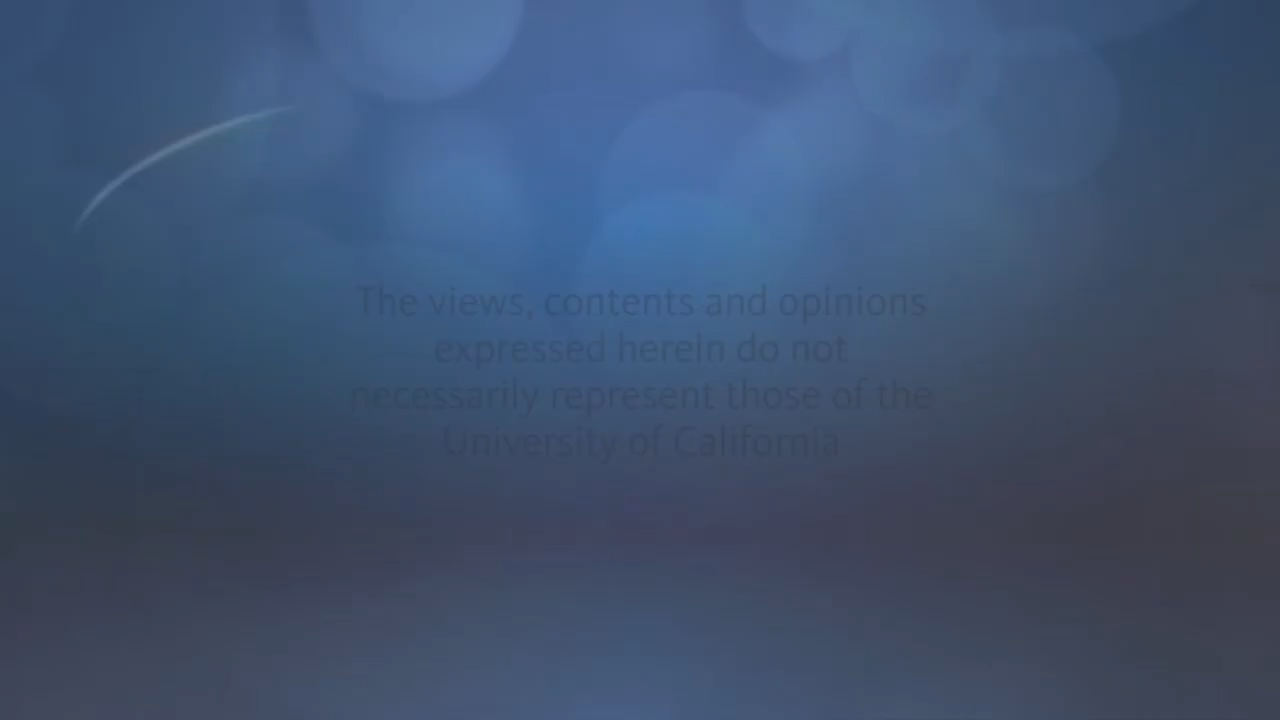 The views, contents and opinions
expressed herein do not
necessarily represent those of the
University of California